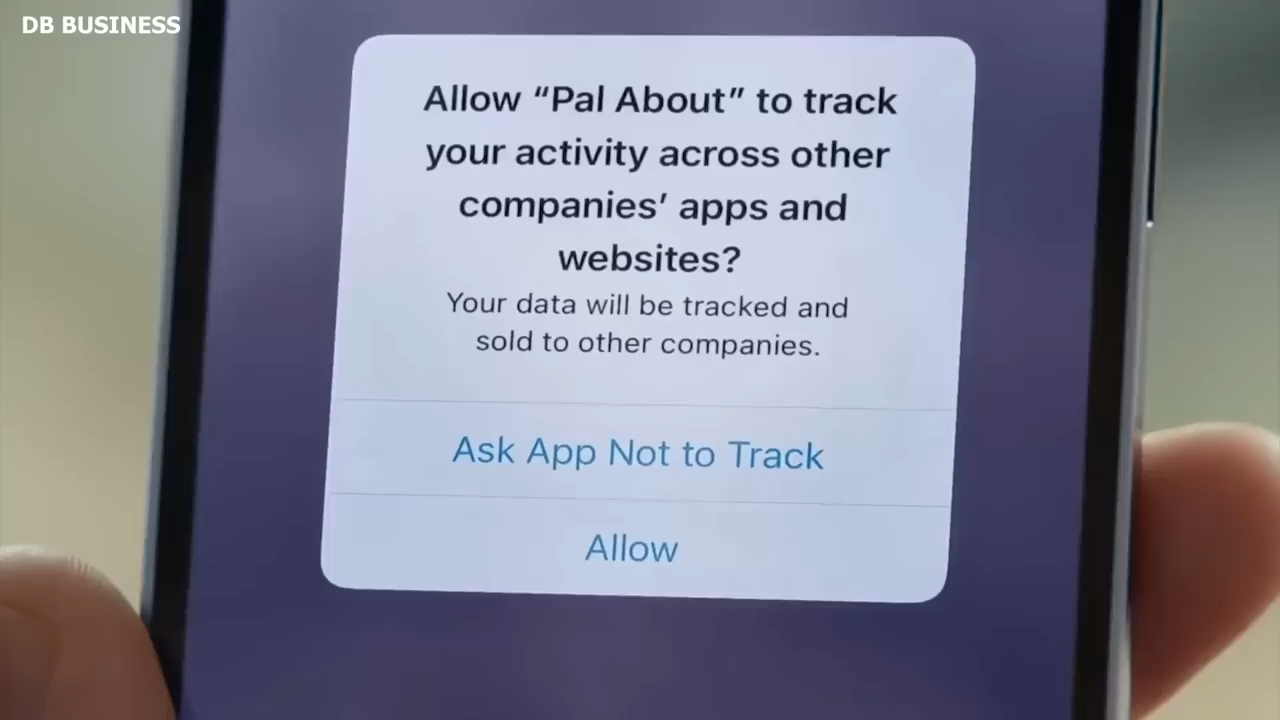 DB BUSINESS
Allow “Pal About” to track
your activity across other
companies’ apps and
websites?
Your data will be tracked and
sold to other companies.
Ask App Not to Track
Allow